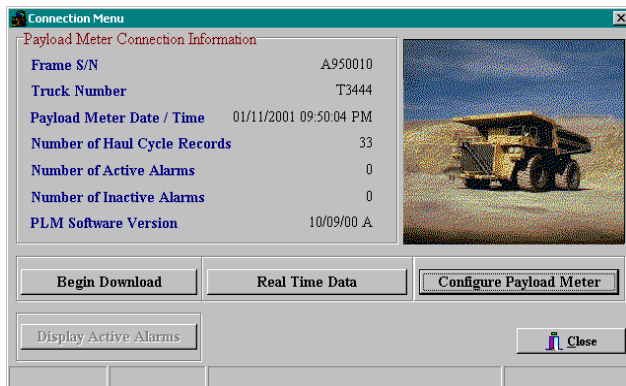 Connection Menu
Payload Meter Connection Information
Frame S/N A950010
Truck Number T3444
Payload Meter Date / Time 01/11/2001 09:50:04 PM
Number of Haul Cycle Records 33
Number of Active Alarms 0
Number of Inactive Alarms 0
PLM Software Version 10/09/00 A
Begin Download Real Time Data Configure Payload Meter
Display Active Alarms Close